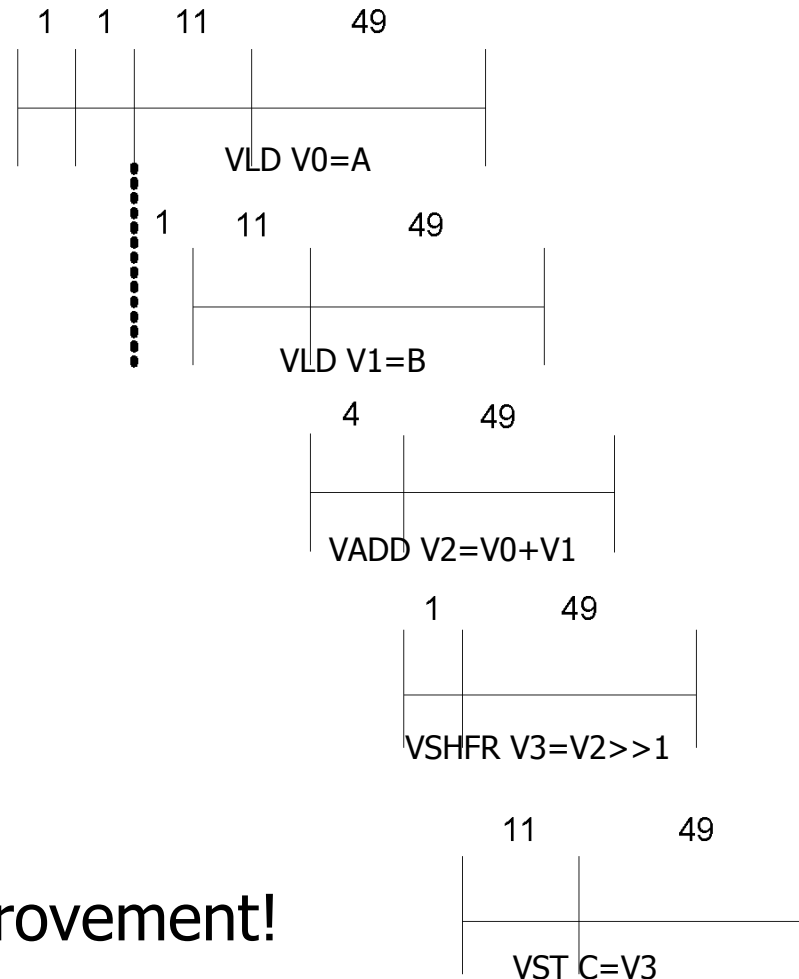 1 1 11 49
VLD V0=A
1 11 49
VLD V1=B
4 49
VADD V2=V0+V1
1 49
VSHFR V3=V2>>1
11 49
rovement!
VST C=V3